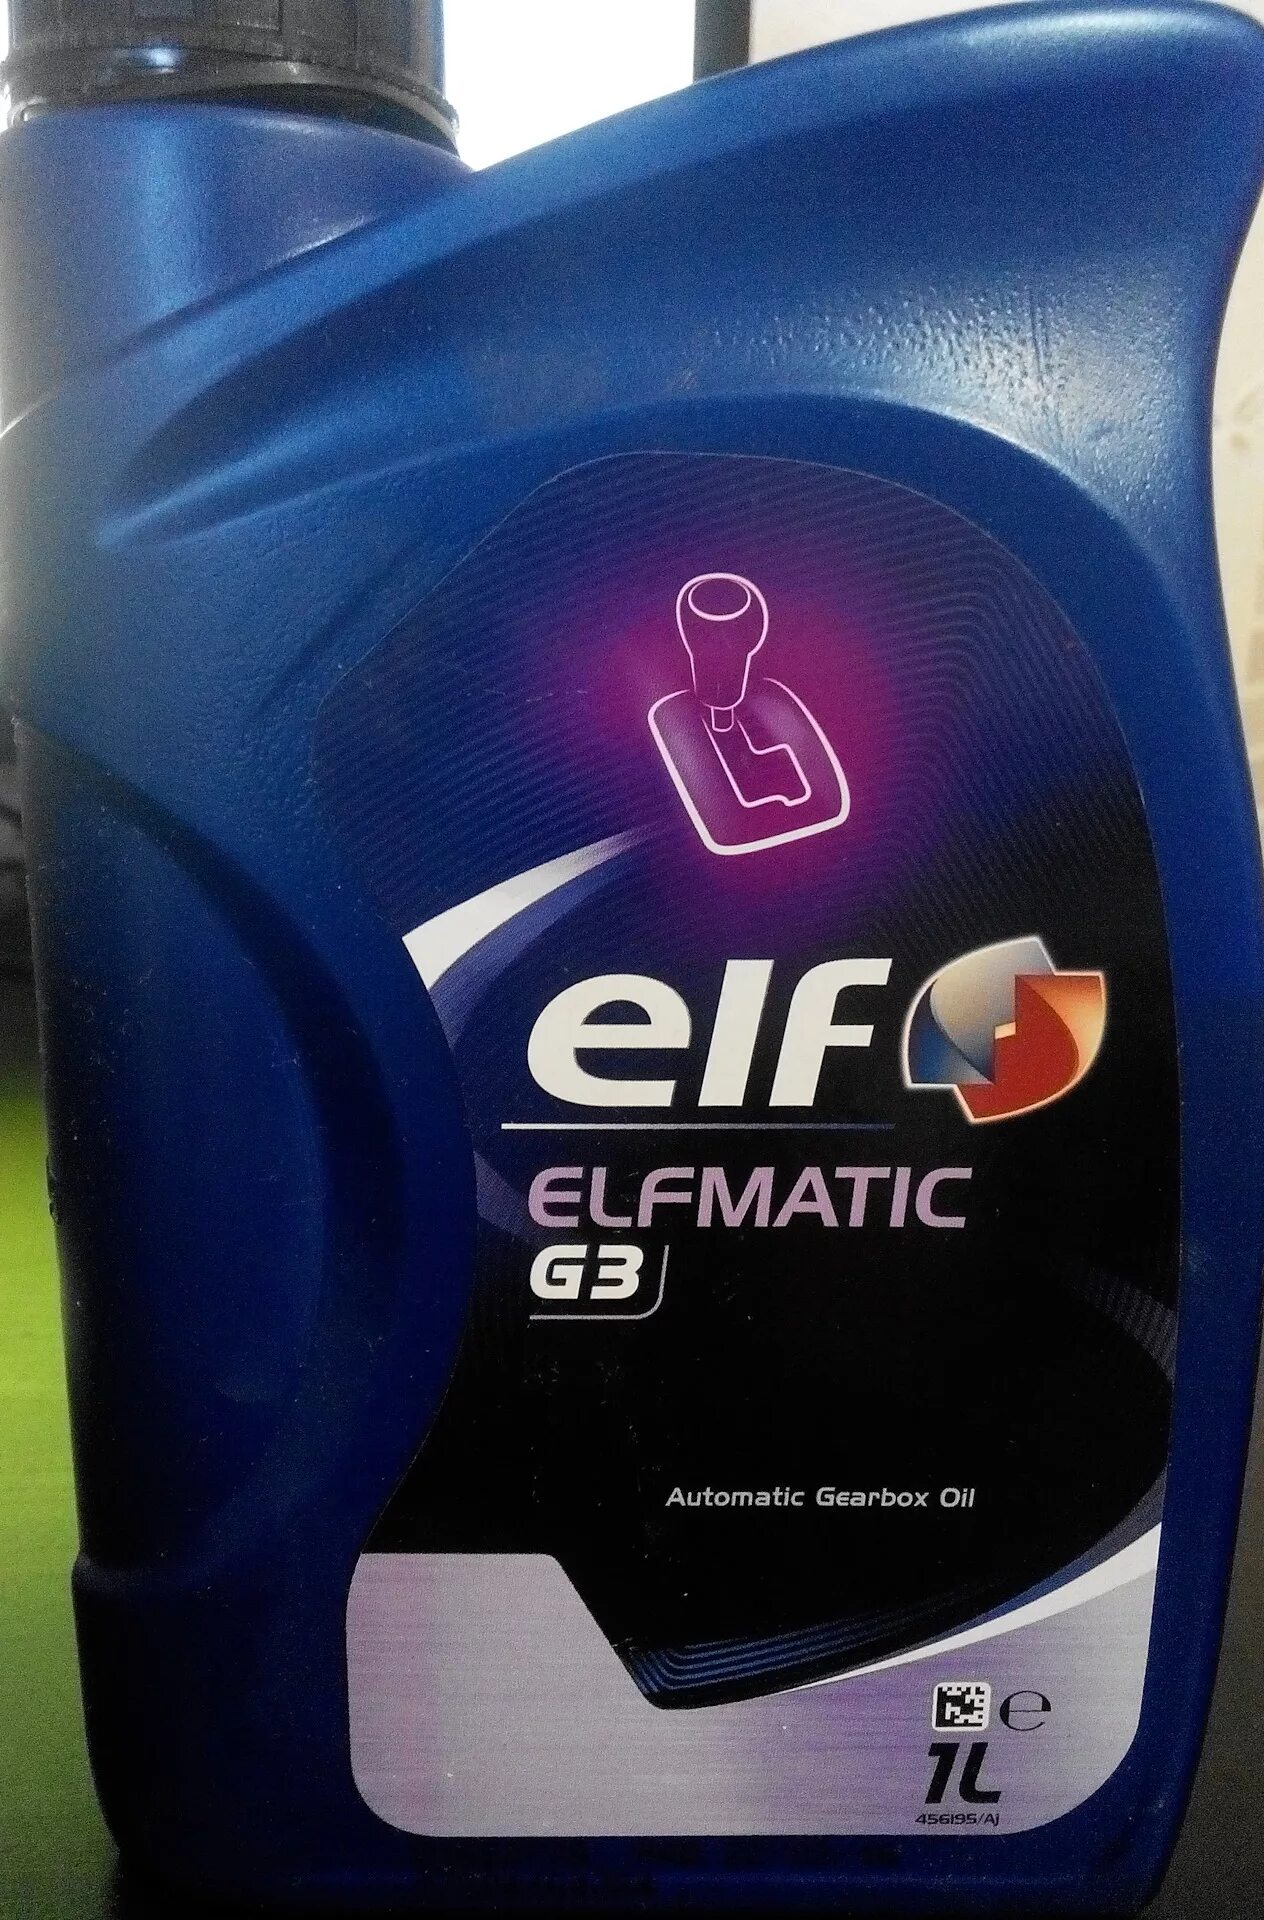 elf
ELFMATIC
G3
Automatic Gearbox Oil
e
1L
456195/Aj